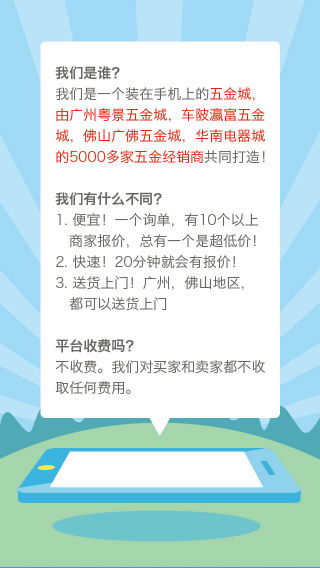 我们是谁？
我们是一个装在手机上的五金城，
由广州粤景五金城，车陂瀛富五金
城，佛山广佛五金城，华南电器城
的5000多家五金经销商共同打造！
我们有什么不同？
1. 便宜！一个询单，有10个以上
商家报价，总有一个是超低价！
2. 快速！20分钟就会有报价！
3. 送货上门！广州，佛山地区，
都可以送货上门
平台收费吗？
不收费。我们对买家和卖家都不收
取任何费用。